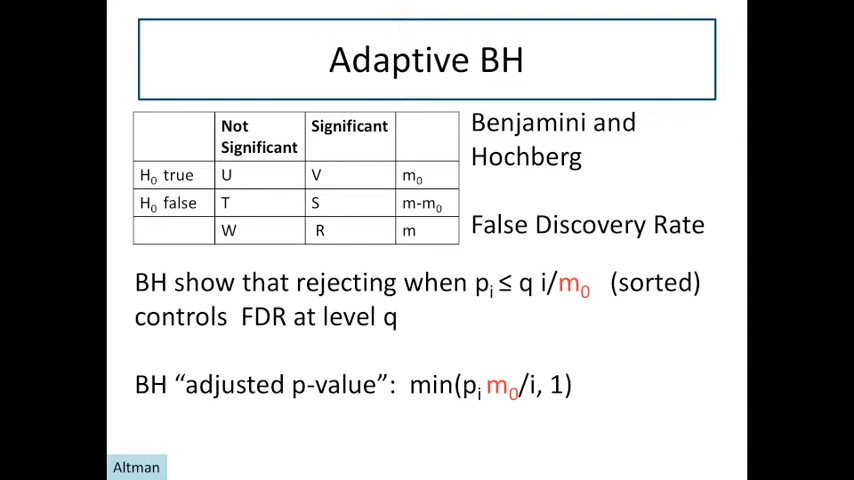 Adaptive BH
Not Significant | Significant
H₀ true | U | V | m₀
H₀ false | T | S | m-m₀
W | R | m
Benjamini and
Hochberg
False Discovery Rate
BH show that rejecting when pᵢ ≤ q i/m₀ (sorted)
controls FDR at level q
BH “adjusted p-value”: min(pᵢ m₀/i, 1)
Altman